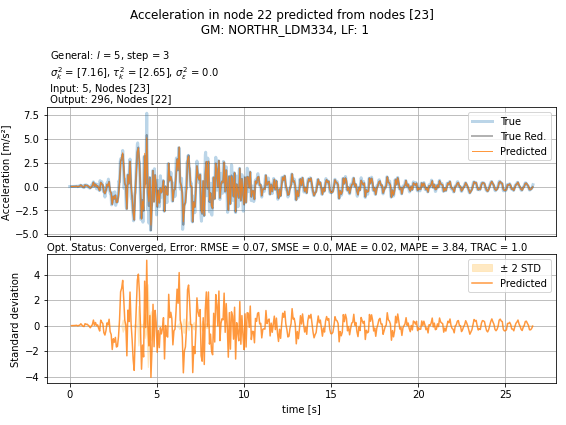 Acceleration in node 22 predicted from nodes [23]
GM: NORTHR_LDM334, LF: 1
General: l = 5, step = 3
σ²ₖ = [7.16], τ²ₖ = [2.65], σ²ε = 0.0
Input: 5, Nodes [23]
Output: 296, Nodes [22]
7.5
5.0
2.5
0.0
−2.5
−5.0
Acceleration [m/s²]
True
True Red.
Predicted
Opt. Status: Converged, Error: RMSE = 0.07, SMSE = 0.0, MAE = 0.02, MAPE = 3.84, TRAC = 1.0
4
2
0
−2
−4
Standard deviation
± 2 STD
Predicted
0 5 10 15 20 25
time [s]